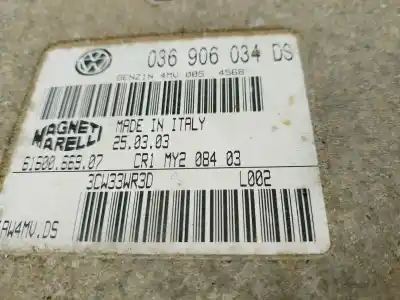 036 906 034 DS
BENZIN 4MV 005 4568
MAGNETI MARELLI
MADE IN ITALY
25.03.03
61600.669.07 CR1 MY2 084 03
3CW33WR3D L002
AW4MV.DS